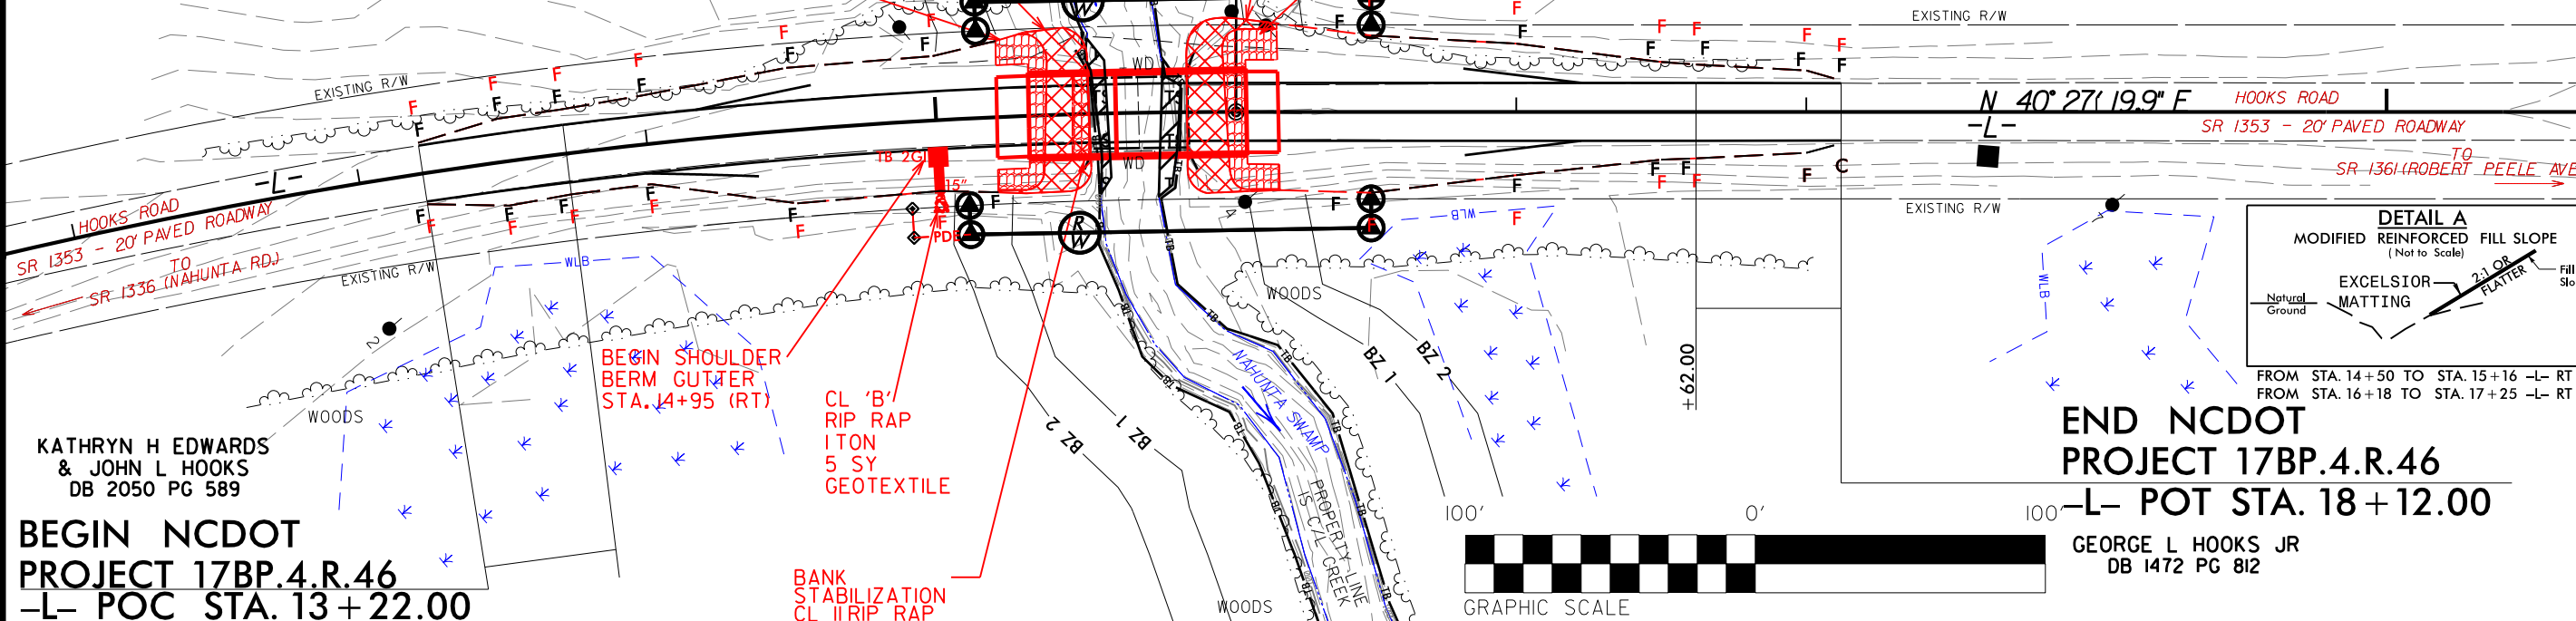 EXISTING R/W
EXISTING R/W
WD
N 40° 27' 19.9" E
HOOKS ROAD
-L-
SR 1353 - 20' PAVED ROADWAY
TO
SR 1361 (ROBERT PEELE AVE
WD
TB 2GI
15"
-L-
HOOKS ROAD
SR 1353 - 20' PAVED ROADWAY
TO
SR 1336 (NAHUNTA RD.)
EXISTING R/W
PDE
R/W
C
WLB
WLB
WLB
EXISTING R/W
DETAIL A
MODIFIED REINFORCED FILL SLOPE
(Not to Scale)
EXCELSIOR
MATTING
2:1 OR
FLATTER
Natural
Ground
Fill
Slo
FROM STA. 14+50 TO STA. 15+16 -L- RT
FROM STA. 16+18 TO STA. 17+25 -L- RT
WOODS
WOODS
BEGIN SHOULDER
BERM GUTTER
STA. 14+95 (RT)
CL 'B'
RIP RAP
1 TON
5 SY
GEOTEXTILE
BZ 2
BZ 1
BZ 1
BZ 2
NAHUNTA SWAMP
PROPERTY LINE
IS C/L CREEK
+62.00
KATHRYN H EDWARDS
& JOHN L HOOKS
DB 2050 PG 589
BEGIN NCDOT
PROJECT 17BP.4.R.46
-L- POC STA. 13+22.00
BANK
STABILIZATION
CL II RIP RAP
WOODS
100'
0'
100'
GRAPHIC SCALE
END NCDOT
PROJECT 17BP.4.R.46
-L- POT STA. 18+12.00
GEORGE L HOOKS JR
DB 1472 PG 812